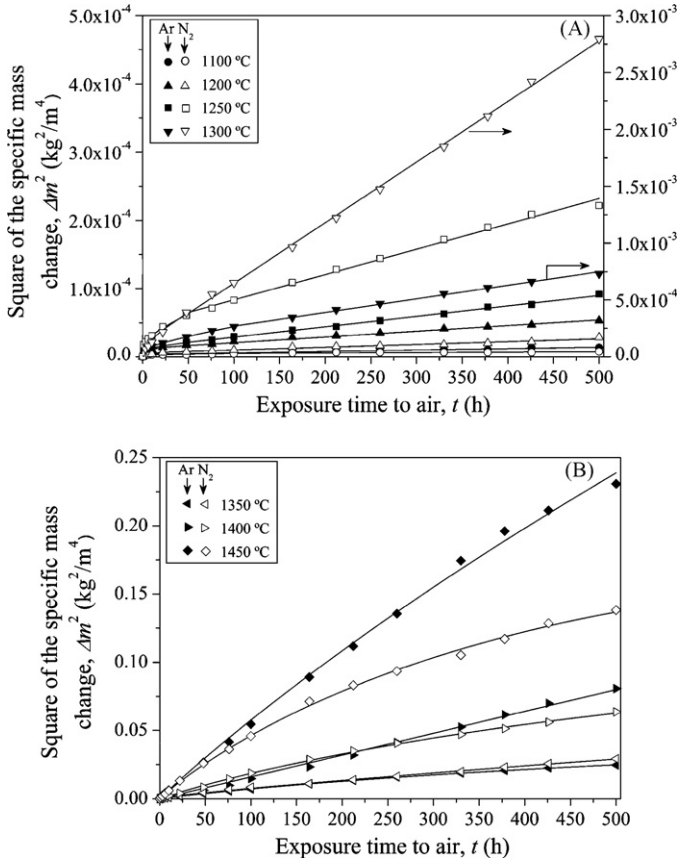 (A)
Ar N₂
1100 ºC
1200 ºC
1250 ºC
1300 ºC
5.0x10⁻⁴
4.0x10⁻⁴
3.0x10⁻⁴
2.0x10⁻⁴
1.0x10⁻⁴
0.0
3.0x10⁻³
2.5x10⁻³
2.0x10⁻³
1.5x10⁻³
1.0x10⁻³
5.0x10⁻⁴
0.0
Square of the specific mass
change, Δm² (kg²/m⁴)
0 50 100 150 200 250 300 350 400 450 500
Exposure time to air, t (h)
(B)
Ar N₂
1350 ºC
1400 ºC
1450 ºC
0.25
0.20
0.15
0.10
0.05
0.00
Square of the specific mass
change, Δm² (kg²/m⁴)
0 50 100 150 200 250 300 350 400 450 500
Exposure time to air, t (h)